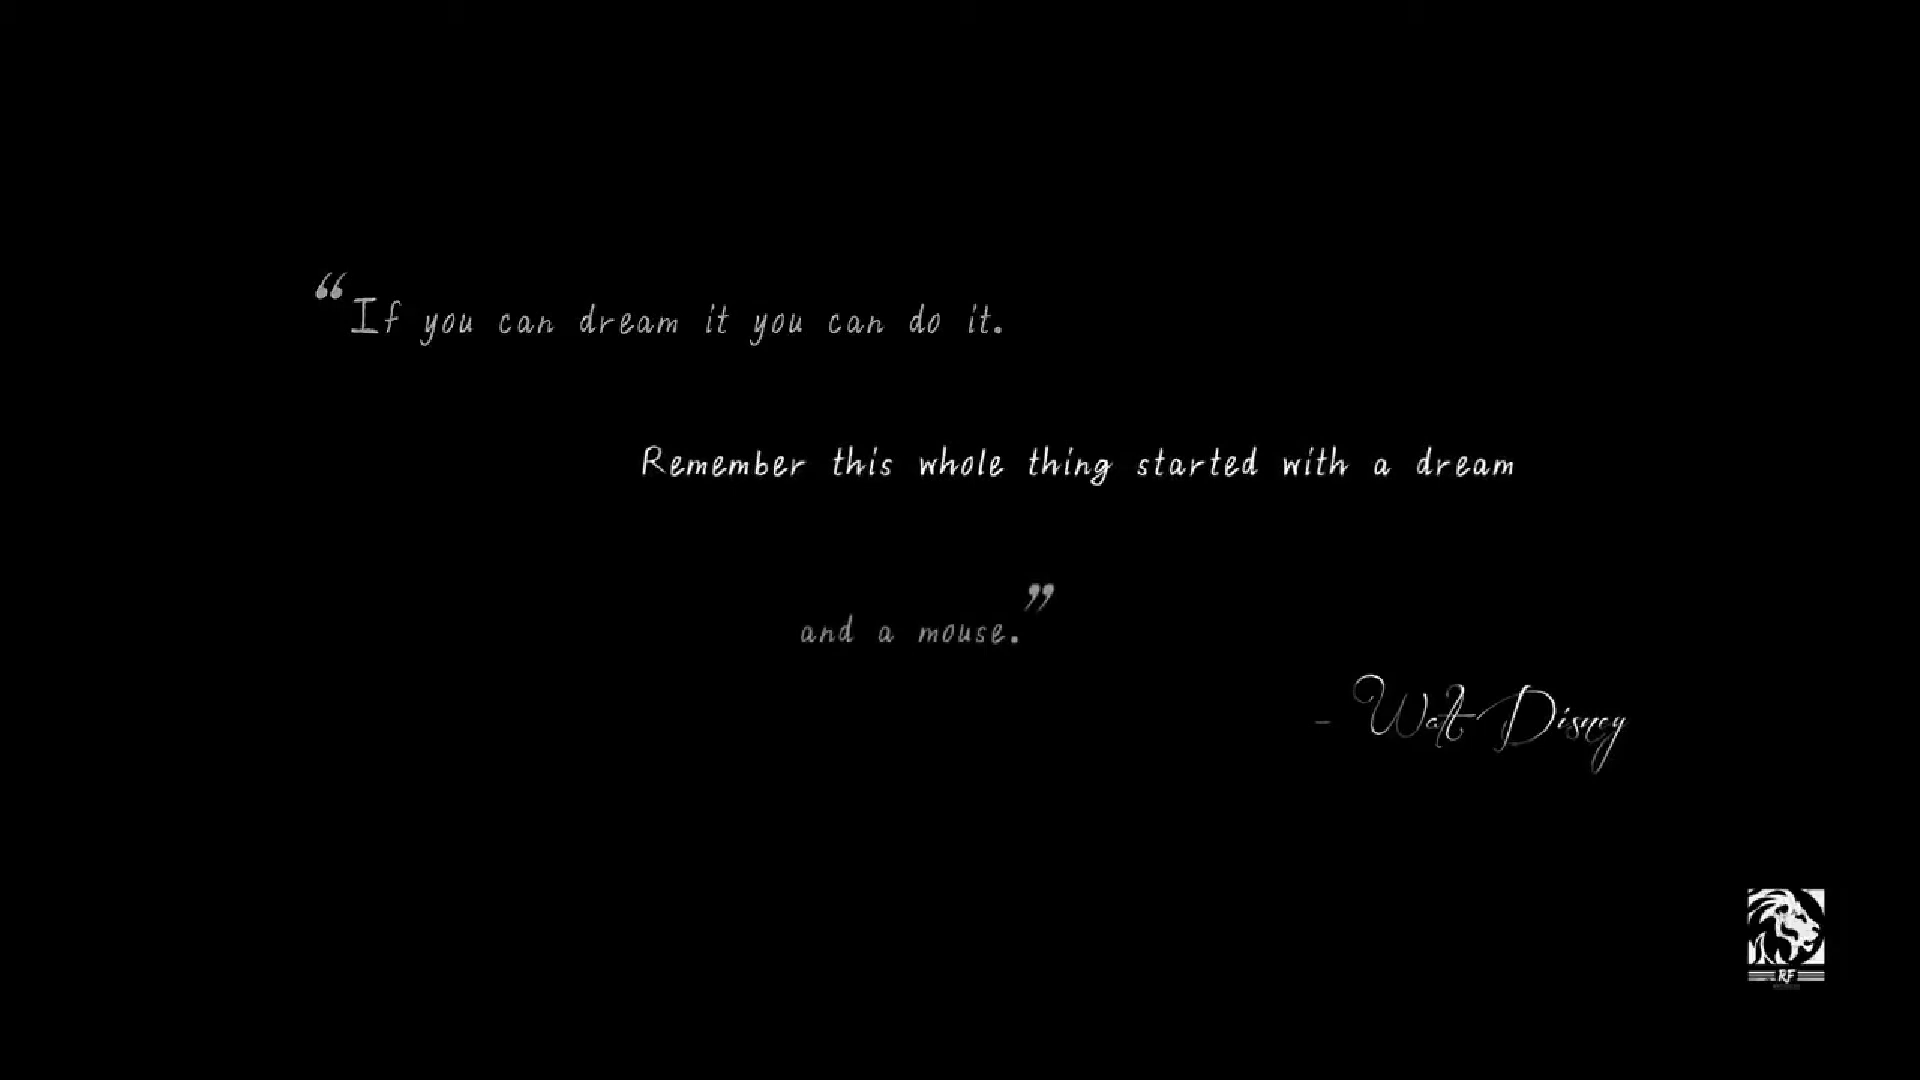 “If you can dream it you can do it.
Remember this whole thing started with a dream
and a mouse.”
- Walt Disney
RF